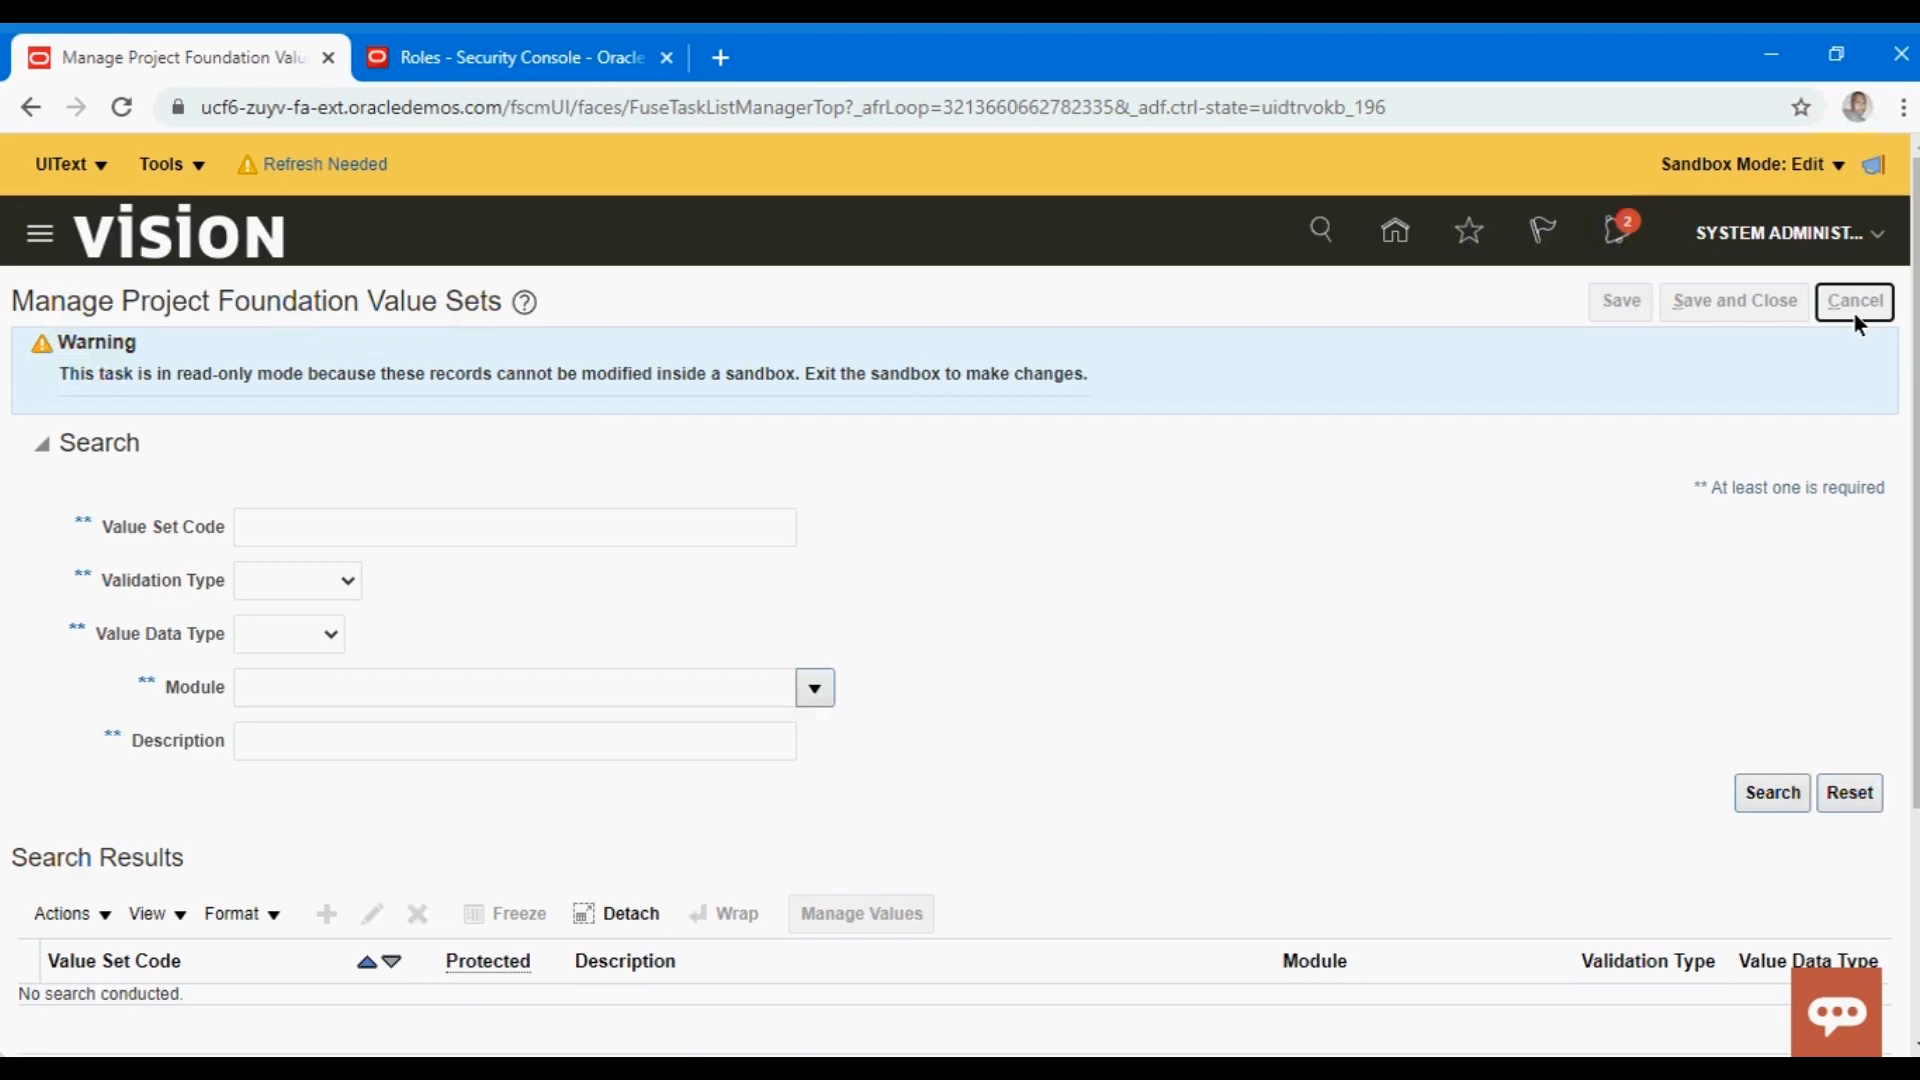 Manage Project Foundation Valu
Roles - Security Console - Oracle
ucf6-zuyv-fa-ext.oracledemos.com/fscmUI/faces/FuseTaskListManagerTop?_afrLoop=3213660662782335&_adf.ctrl-state=uidtrvokb_196
UIText Tools Refresh Needed Sandbox Mode: Edit
VISION 2 SYSTEM ADMINIST...
Manage Project Foundation Value Sets ? Save Save and Close Cancel
Warning
This task is in read-only mode because these records cannot be modified inside a sandbox. Exit the sandbox to make changes.
Search
** At least one is required
** Value Set Code
** Validation Type
** Value Data Type
** Module
** Description
Search Reset
Search Results
Actions View Format Freeze Detach Wrap Manage Values
Value Set Code Protected Description Module Validation Type Value Data Type
No search conducted.